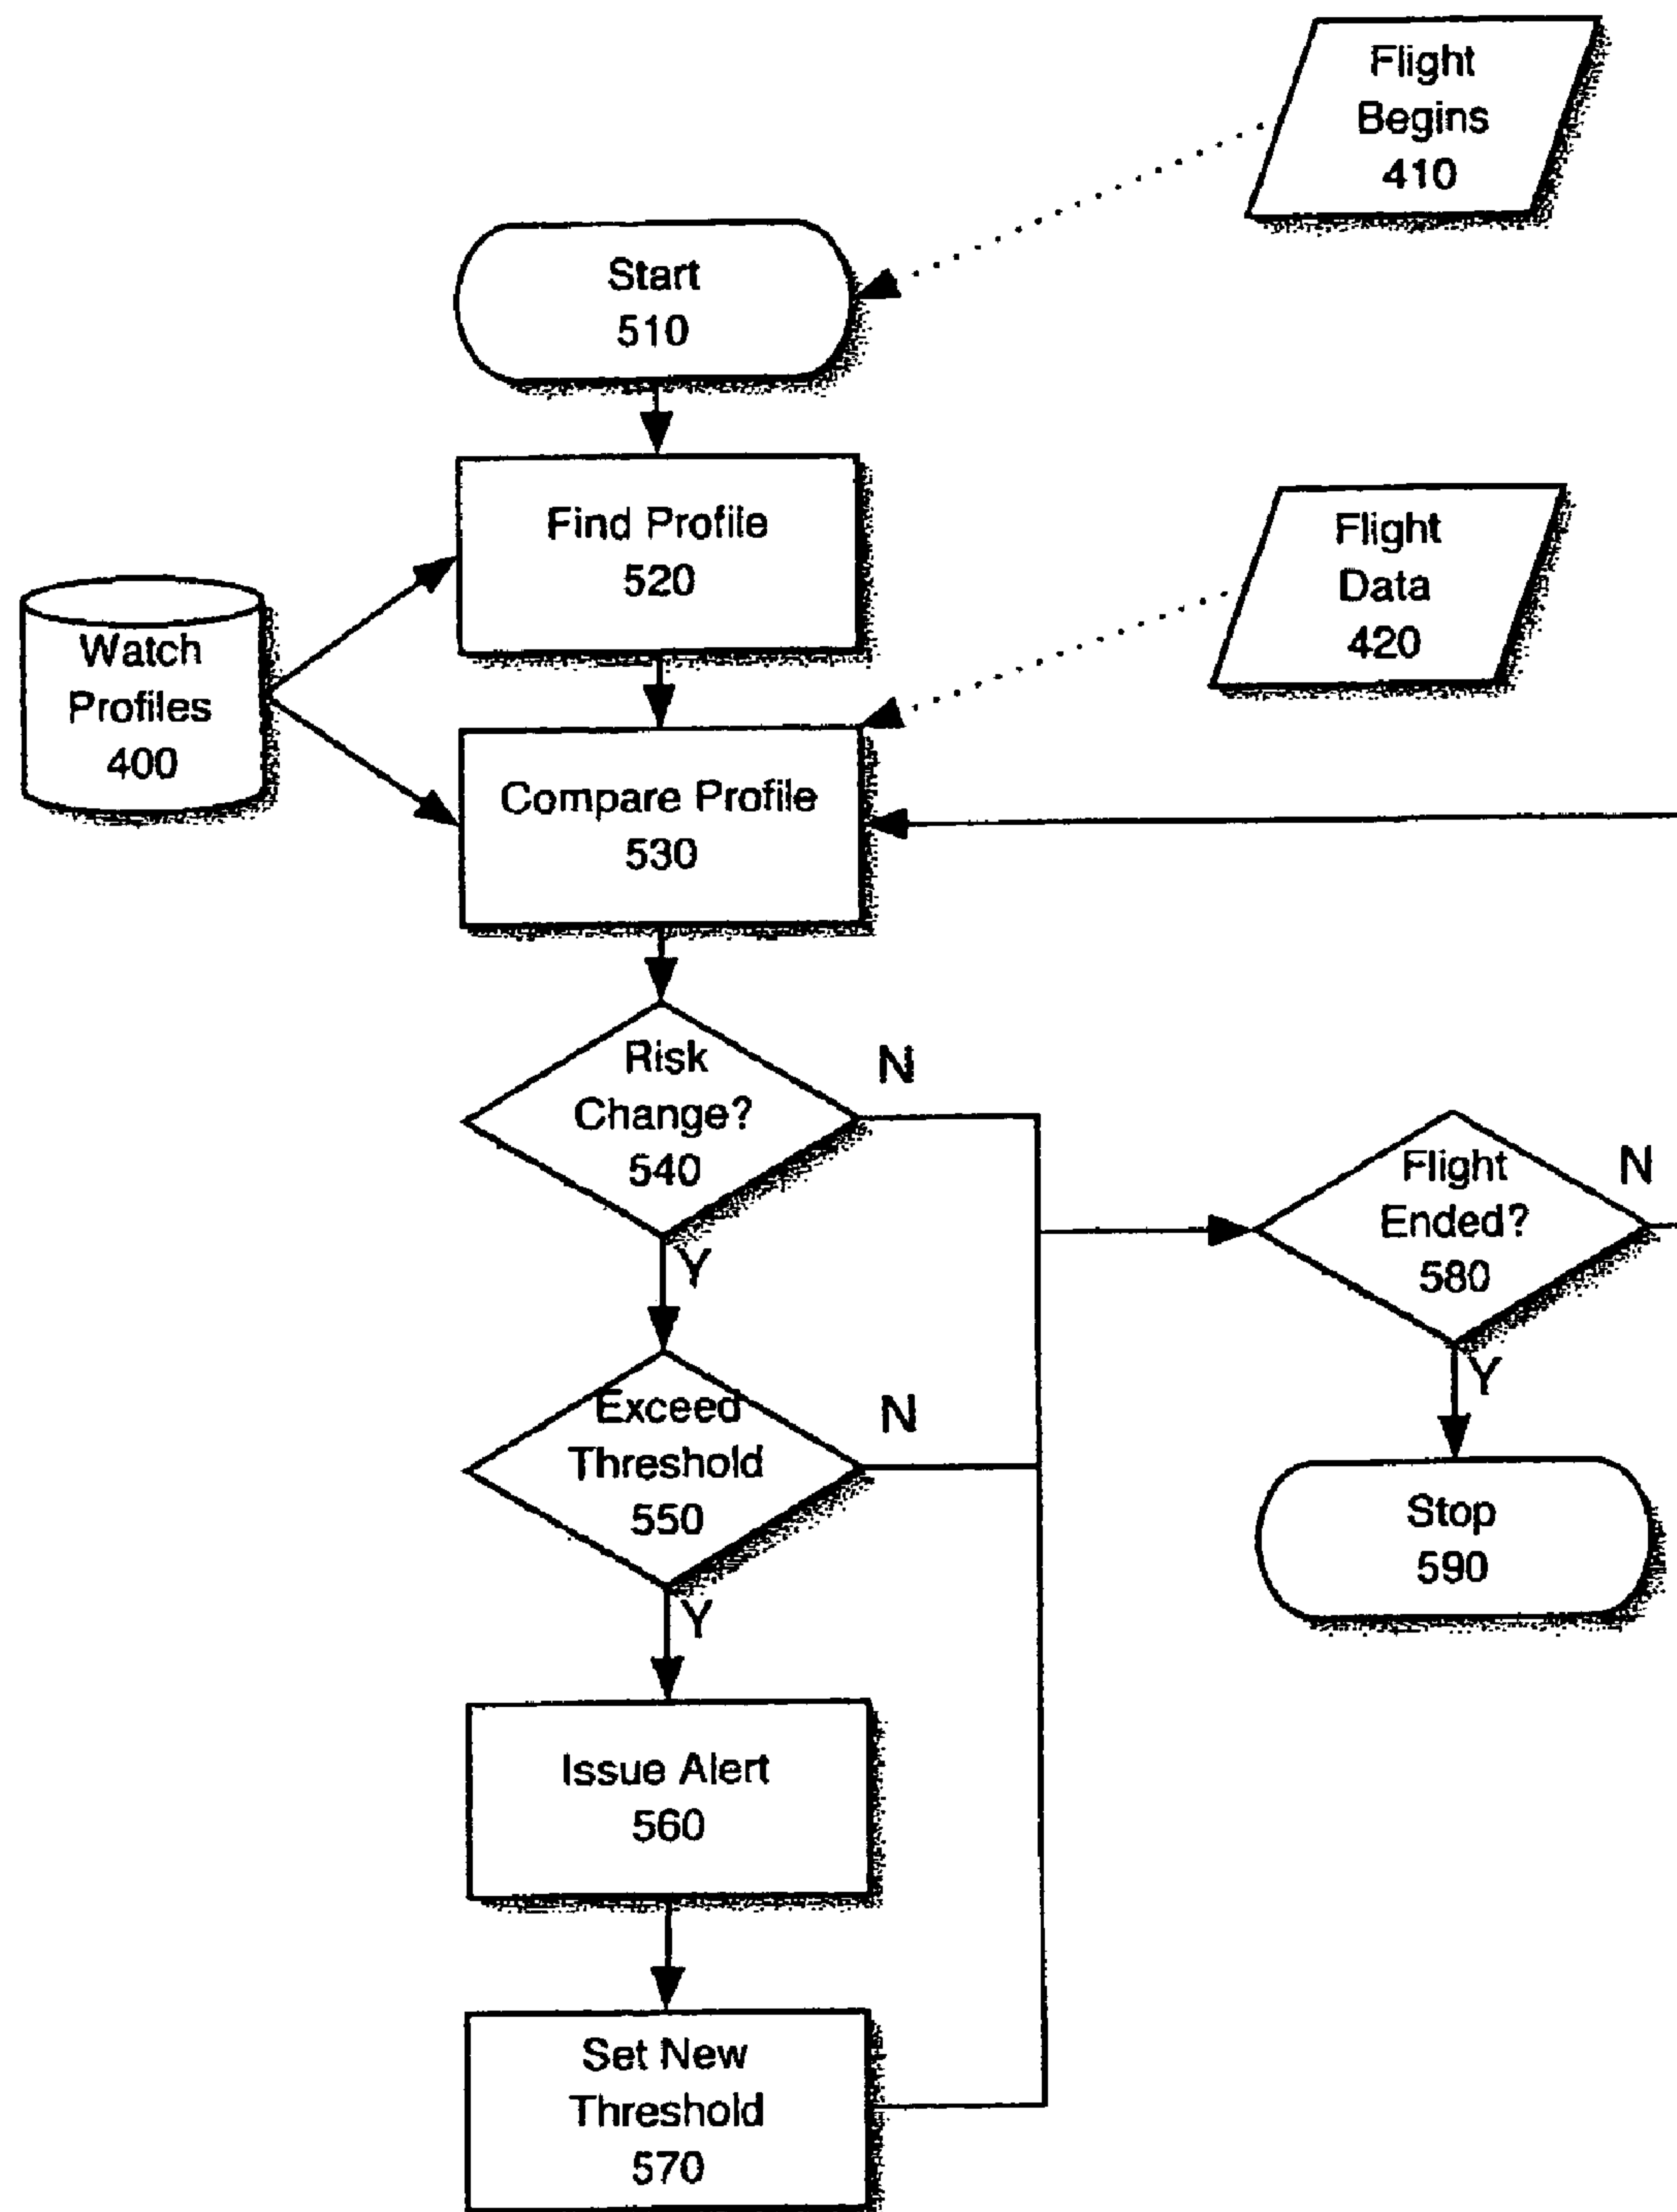 Flight
Begins
410
Start
510
Find Profile
520
Flight
Data
420
Watch
Profiles
400
Compare Profile
530
Risk
Change?
540
N
Y
Flight
Ended?
580
N
Y
Exceed
Threshold
550
N
Y
Stop
590
Issue Alert
560
Set New
Threshold
570